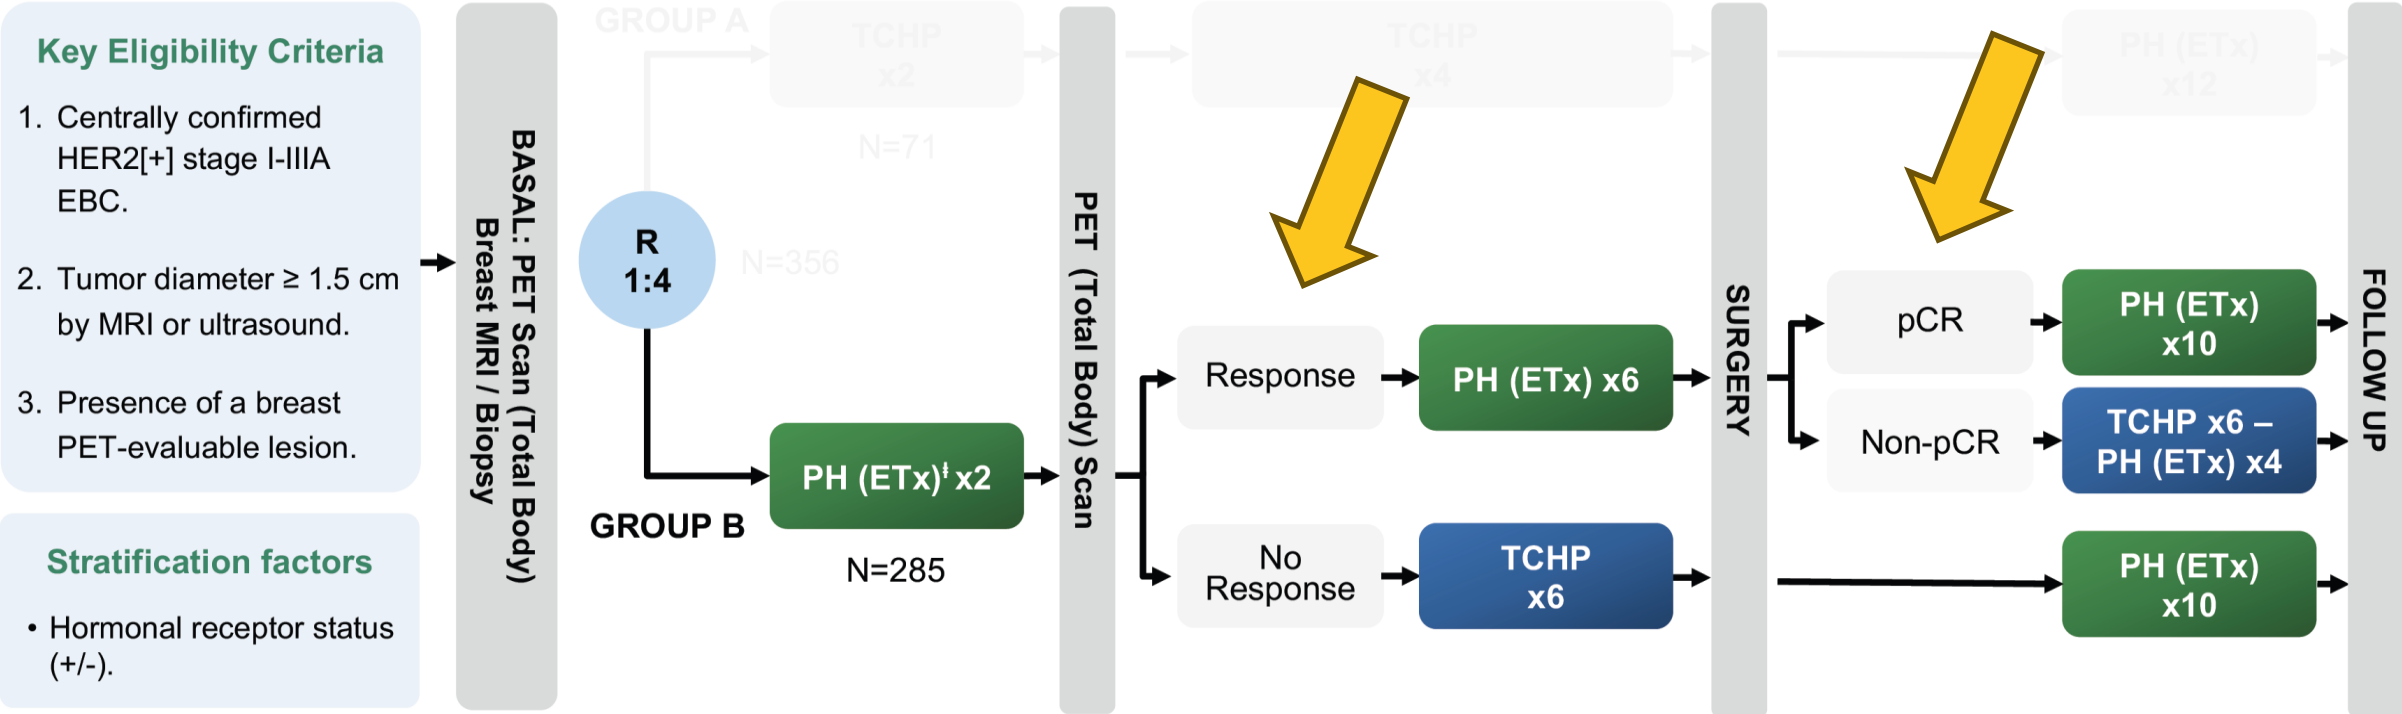 Key Eligibility Criteria
1. Centrally confirmed
HER2[+] stage I-IIIA
EBC.
2. Tumor diameter ≥ 1.5 cm
by MRI or ultrasound.
3. Presence of a breast
PET-evaluable lesion.
Stratification factors
• Hormonal receptor status
(+/-).
BASAL: PET Scan (Total Body)
Breast MRI / Biopsy
R
1:4
N=356
GROUP A
TCHP
x2
N=71
GROUP B
PH (ETx)ǂ x2
N=285
PET (Total Body) Scan
TCHP
x4
Response
PH (ETx) x6
No
Response
TCHP
x6
SURGERY
PH (ETx)
x12
pCR
PH (ETx)
x10
Non-pCR
TCHP x6 –
PH (ETx) x4
PH (ETx)
x10
FOLLOW UP